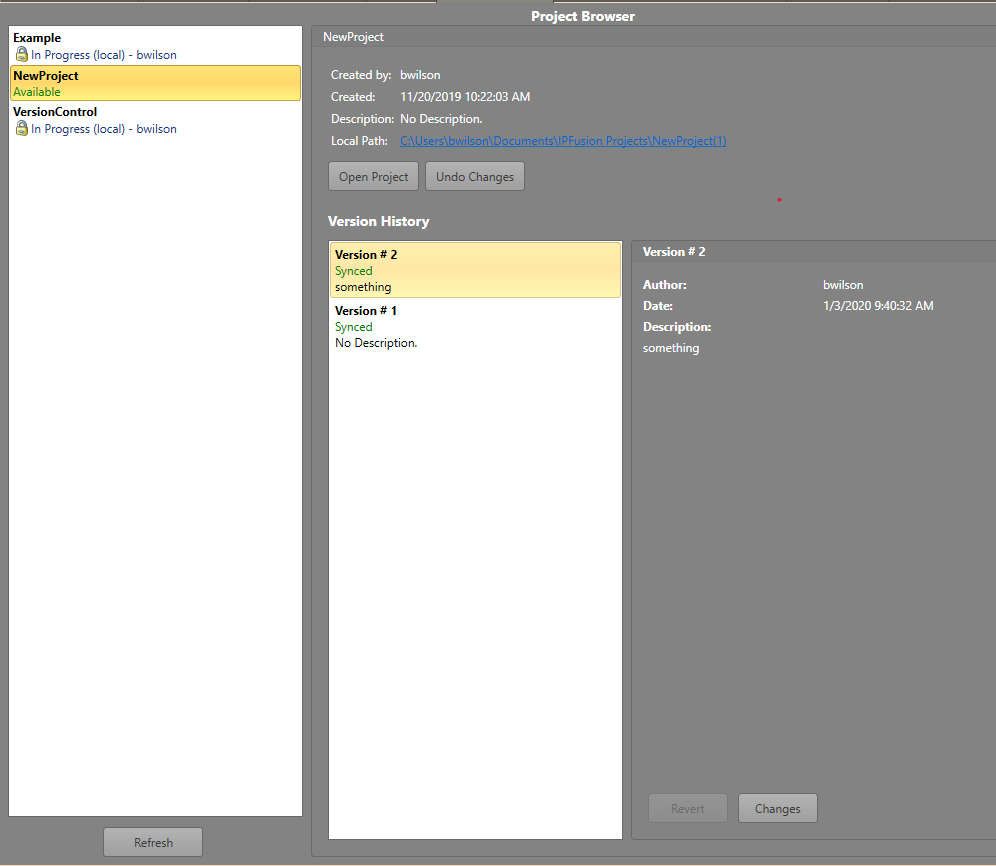 Project Browser
Example
In Progress (local) - bwilson
NewProject
Available
VersionControl
In Progress (local) - bwilson
Refresh
NewProject
Created by: bwilson
Created: 11/20/2019 10:22:03 AM
Description: No Description.
Local Path: C:\Users\bwilson\Documents\IPFusion Projects\NewProject(1)
Open Project Undo Changes
Version History
Version # 2
Synced
something
Version # 1
Synced
No Description.
Version # 2
Author: bwilson
Date: 1/3/2020 9:40:32 AM
Description:
something
Revert Changes